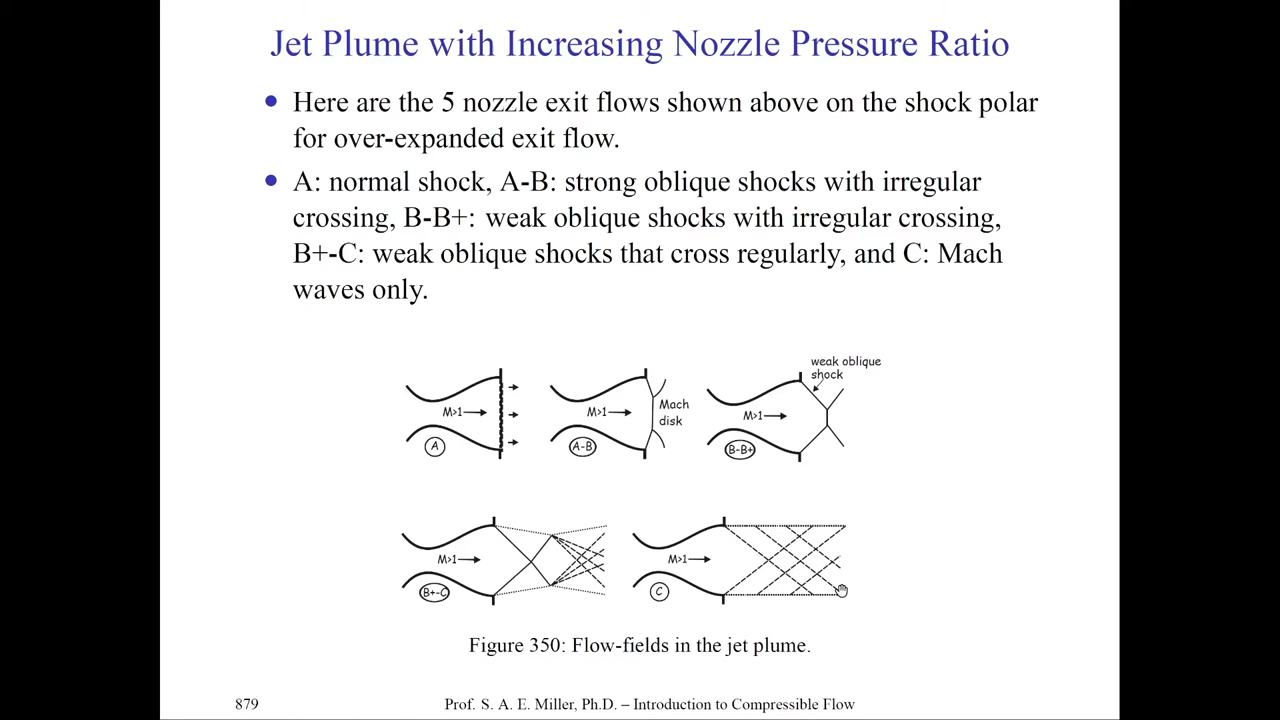 Jet Plume with Increasing Nozzle Pressure Ratio
Here are the 5 nozzle exit flows shown above on the shock polar
for over-expanded exit flow.
A: normal shock, A-B: strong oblique shocks with irregular
crossing, B-B+: weak oblique shocks with irregular crossing,
B+-C: weak oblique shocks that cross regularly, and C: Mach
waves only.
M>1
A
M>1
Mach
disk
A-B
weak oblique
shock
M>1
B-B+
M>1
B+-C
M>1
C
Figure 350: Flow-fields in the jet plume.
879
Prof. S. A. E. Miller, Ph.D. – Introduction to Compressible Flow